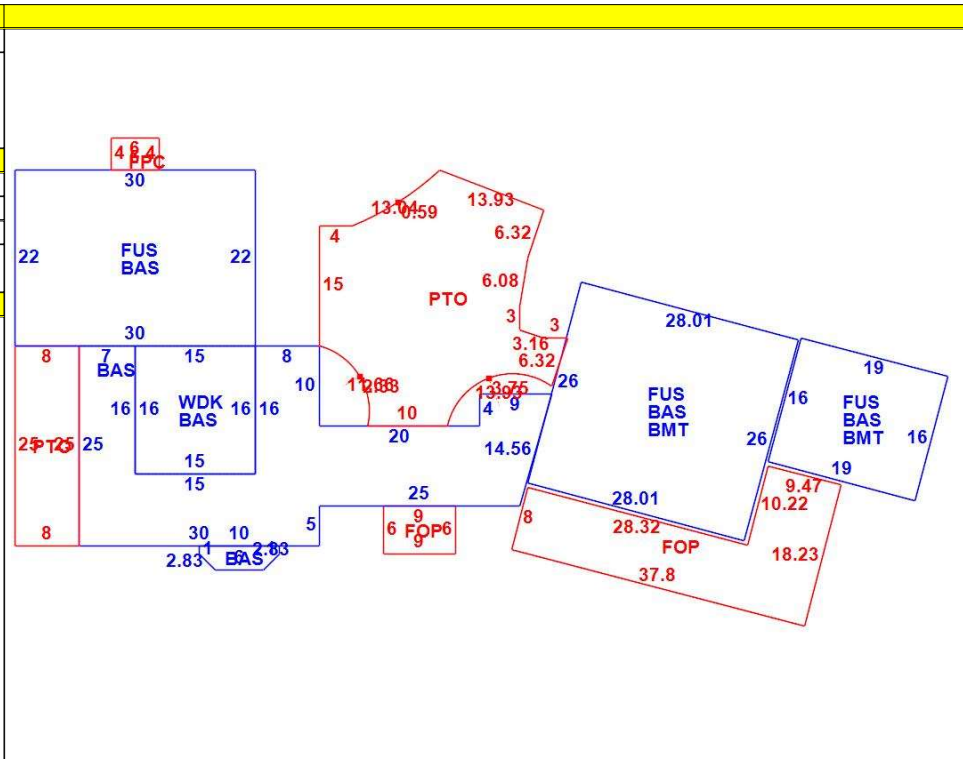 6
4 4
FPC
30
FUS
BAS
22 22
30
13.04 0.59
13.93
4
6.32
15
6.08
PTO
3
3
3.16
6.32
28.01
19
8 7 15 8
BAS
10
26
3.75
13.93
10
4 9
20
16 16 16 16
WDK
BAS
25 25 25
PTO
14.56
15
15
FUS
BAS
BMT
16
26
FUS
BAS
BMT
16
19
28.01
9.47
10.22
25
9
6 FOP 6
9
8
28.32
FOP
18.23
37.8
5
8
30 10
1 2.83
2.83 6
BAS